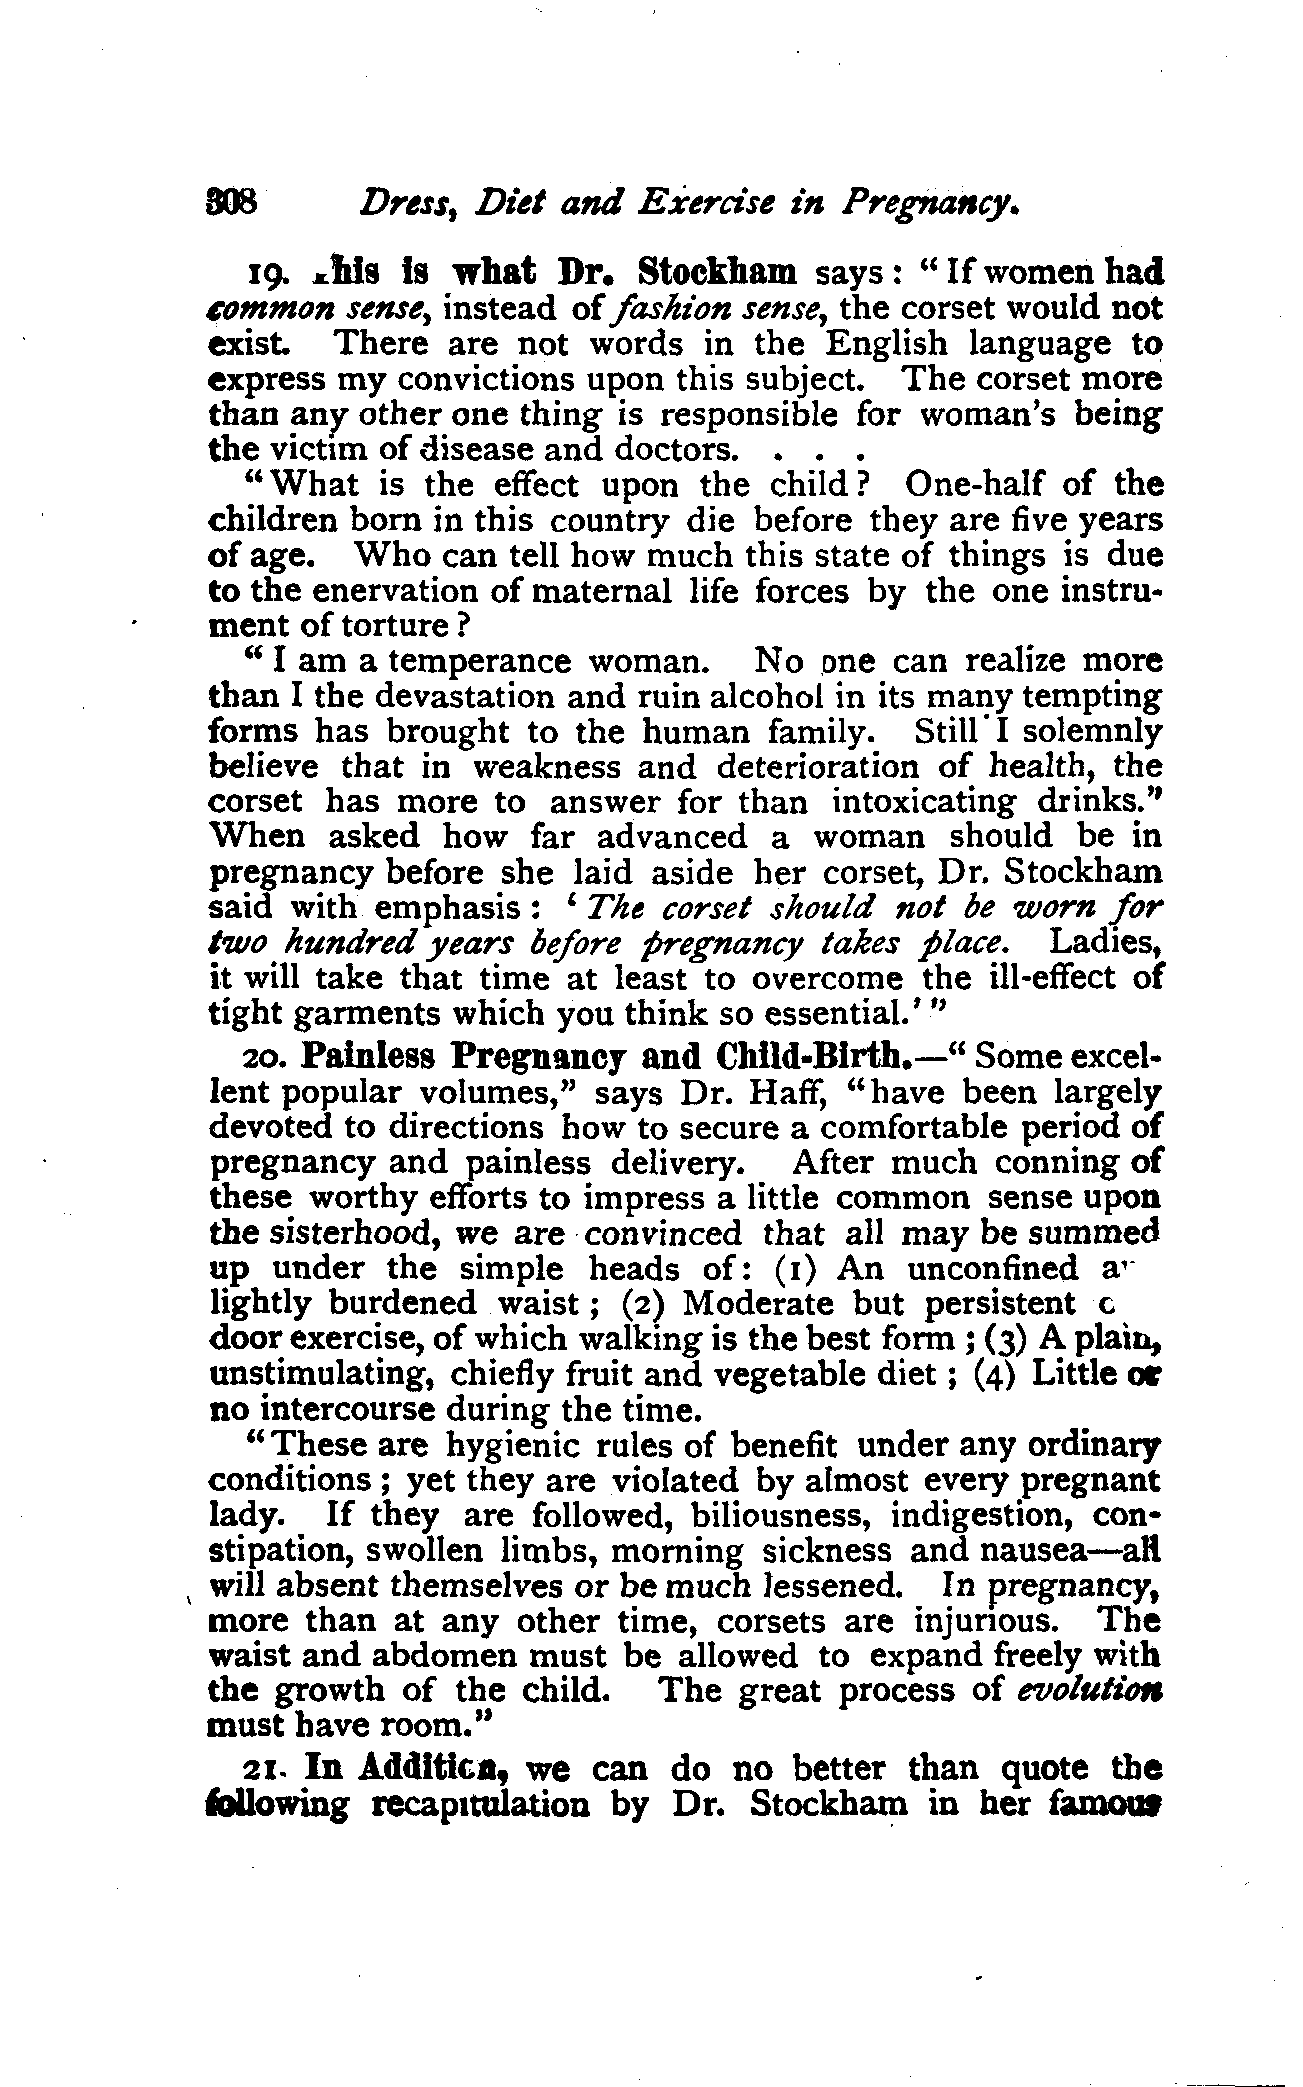 308 Dress, Diet and Exercise in Pregnancy.
19. This is what Dr. Stockham says: “If women had
common sense, instead of fashion sense, the corset would not
exist. There are not words in the English language to
express my convictions upon this subject. The corset more
than any other one thing is responsible for woman's being
the victim of disease and doctors. . . .
“What is the effect upon the child? One-half of the
children born in this country die before they are five years
of age. Who can tell how much this state of things is due
to the enervation of maternal life forces by the one instru-
ment of torture?
“I am a temperance woman. No one can realize more
than I the devastation and ruin alcohol in its many tempting
forms has brought to the human family. Still I solemnly
believe that in weakness and deterioration of health, the
corset has more to answer for than intoxicating drinks.”
When asked how far advanced a woman should be in
pregnancy before she laid aside her corset, Dr. Stockham
said with emphasis: ‘The corset should not be worn for
two hundred years before pregnancy takes place. Ladies,
it will take that time at least to overcome the ill-effect of
tight garments which you think so essential.’”
20. Painless Pregnancy and Child-Birth.—“Some excel-
lent popular volumes,” says Dr. Haff, “have been largely
devoted to directions how to secure a comfortable period of
pregnancy and painless delivery. After much conning of
these worthy efforts to impress a little common sense upon
the sisterhood, we are convinced that all may be summed
up under the simple heads of: (1) An unconfined
lightly burdened waist; (2) Moderate but persistent
door exercise, of which walking is the best form; (3) A plain,
unstimulating, chiefly fruit and vegetable diet; (4) Little or
no intercourse during the time.
“These are hygienic rules of benefit under any ordinary
conditions; yet they are violated by almost every pregnant
lady. If they are followed, biliousness, indigestion, con-
stipation, swollen limbs, morning sickness and nausea—all
will absent themselves or be much lessened. In pregnancy,
more than at any other time, corsets are injurious. The
waist and abdomen must be allowed to expand freely with
the growth of the child. The great process of evolution
must have room.”
21. In Addition, we can do no better than quote the
following recapitulation by Dr. Stockham in her famous